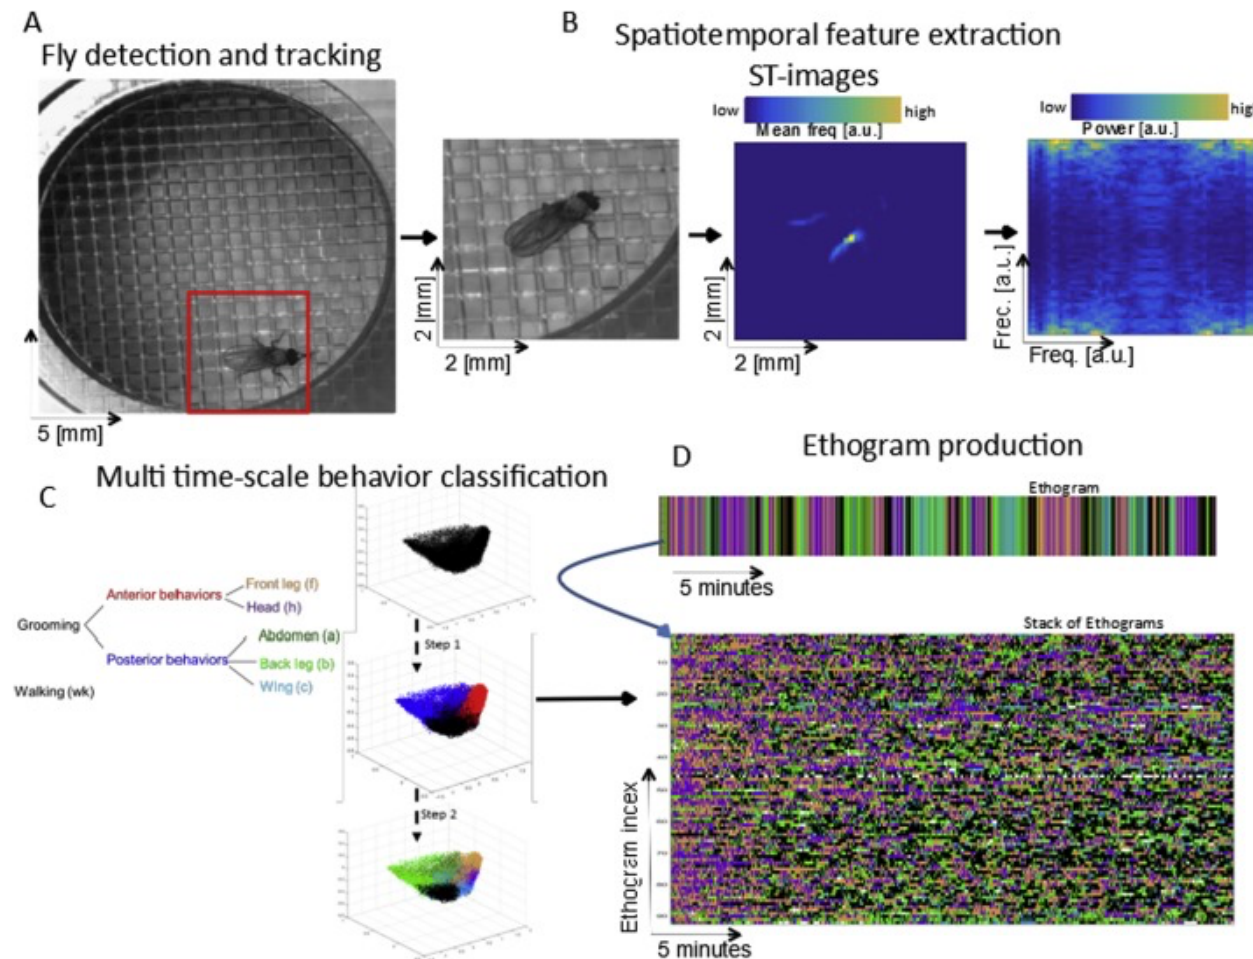 A
Fly detection and tracking
5 [mm]
2 [mm]
2 [mm]
B
Spatiotemporal feature extraction
ST-images
low
high
Mean freq [a.u.]
2 [mm]
2 [mm]
low
high
Power [a.u.]
Frec. [a.u.]
Freq. [a.u.]
C
Multi time-scale behavior classification
Grooming
Anterior behaviors
Front leg (f)
Head (h)
Posterior behaviors
Abdomen (a)
Back leg (b)
Wing (c)
Walking (wk)
Step 1
Step 2
D
Ethogram production
Ethogram
5 minutes
Stack of Ethograms
Ethogram incex
5 minutes